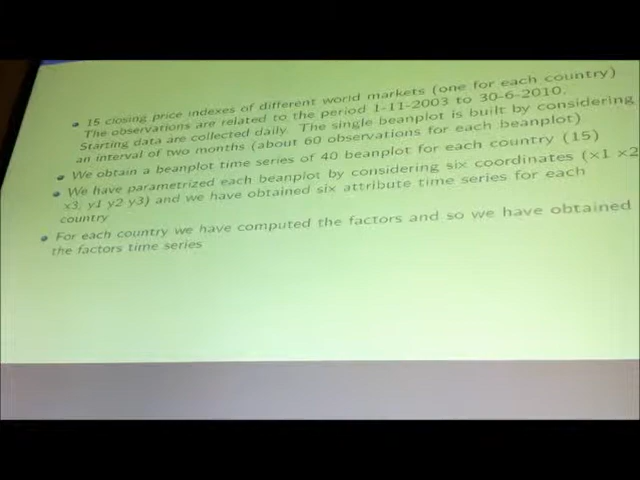 15 closing price indexes of different world markets (one for each country)
The observations are related to the period 1-11-2003 to 30-6-2010.
Starting data are collected daily. The single beanplot is built by considering
an interval of two months (about 60 observations for each beanplot)
We obtain a beanplot time series of 40 beanplot for each country (15)
We have parametrized each beanplot by considering six coordinates (x1 x2
x3, y1 y2 y3) and we have obtained six attribute time series for each
country
For each country we have computed the factors and so we have obtained
the factors time series